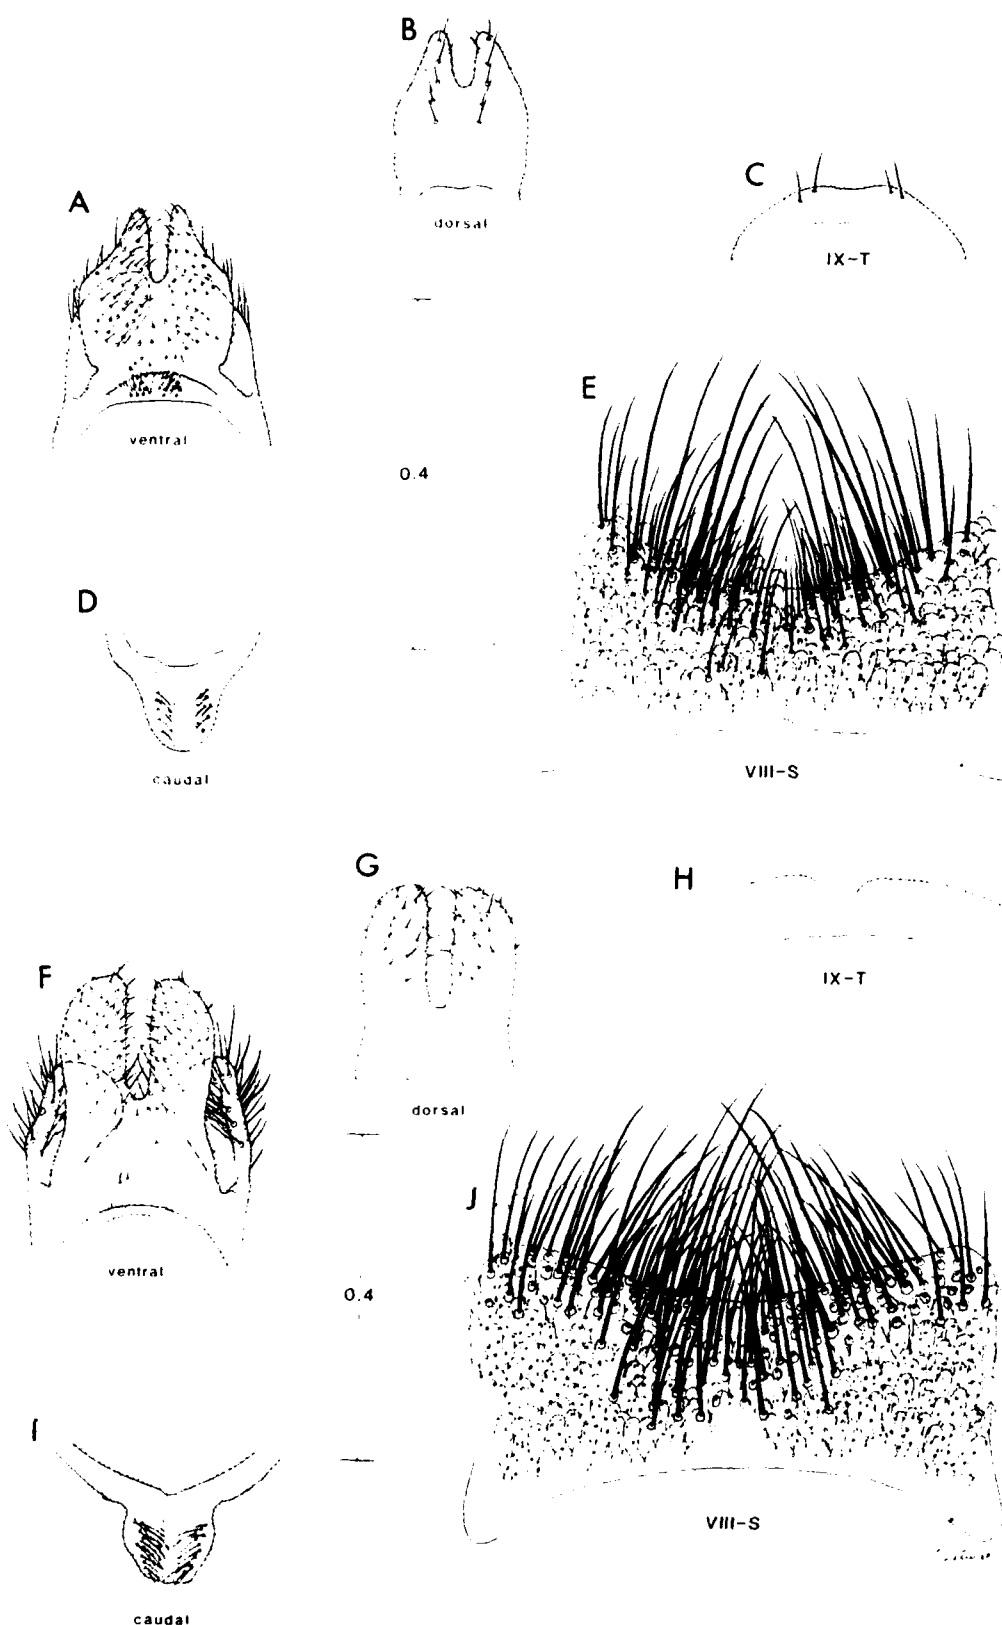 B
dorsal
C
IX-T
A
ventral
E
0.4
D
caudal
VIII-S
G
dorsal
H
IX-T
F
ventral
J
0.4
I
caudal
VIII-S